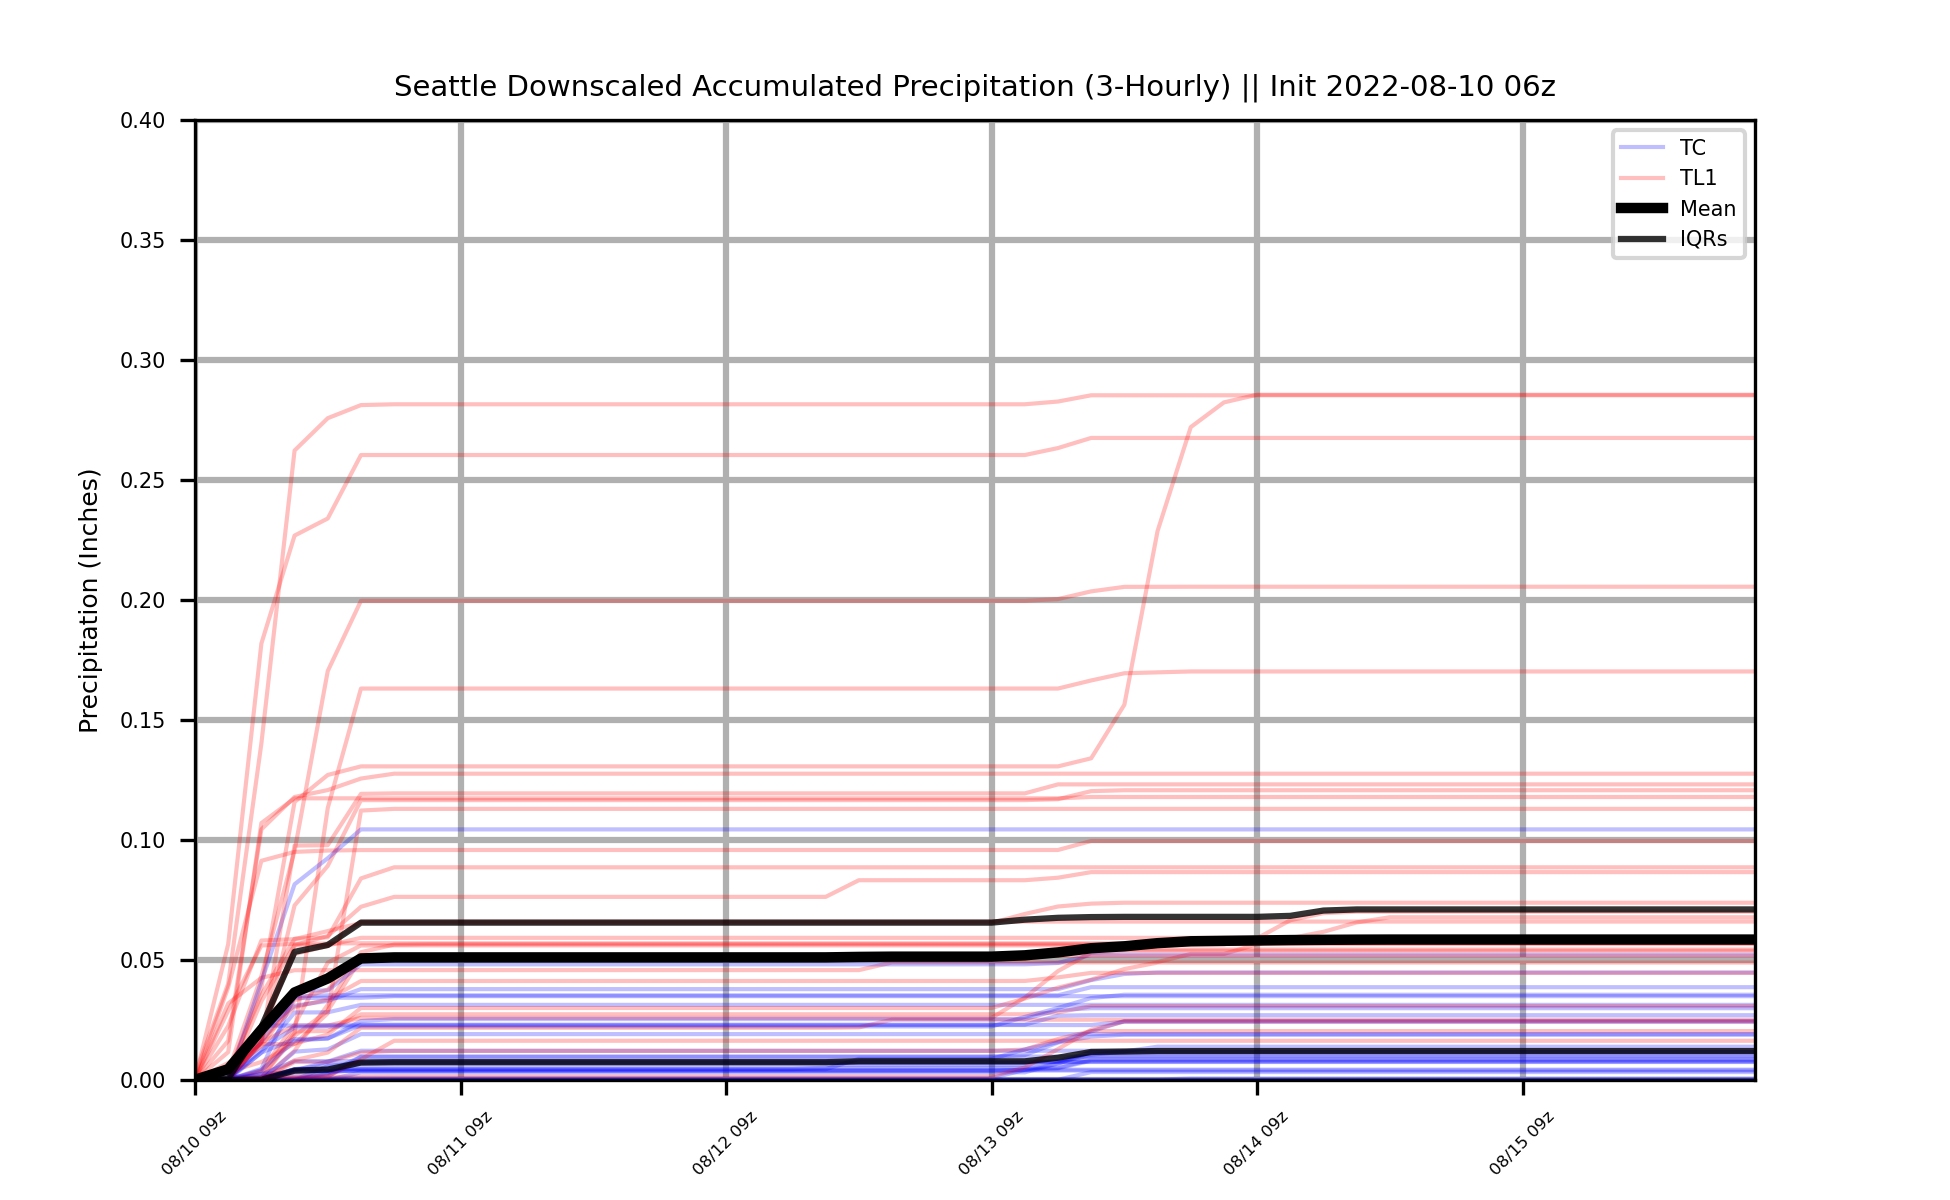 Seattle Downscaled Accumulated Precipitation (3-Hourly) || Init 2022-08-10 06z
TC
TL1
Mean
IQRs
Precipitation (Inches)
0.40
0.35
0.30
0.25
0.20
0.15
0.10
0.05
0.00
08/10 09z
08/11 09z
08/12 09z
08/13 09z
08/14 09z
08/15 09z